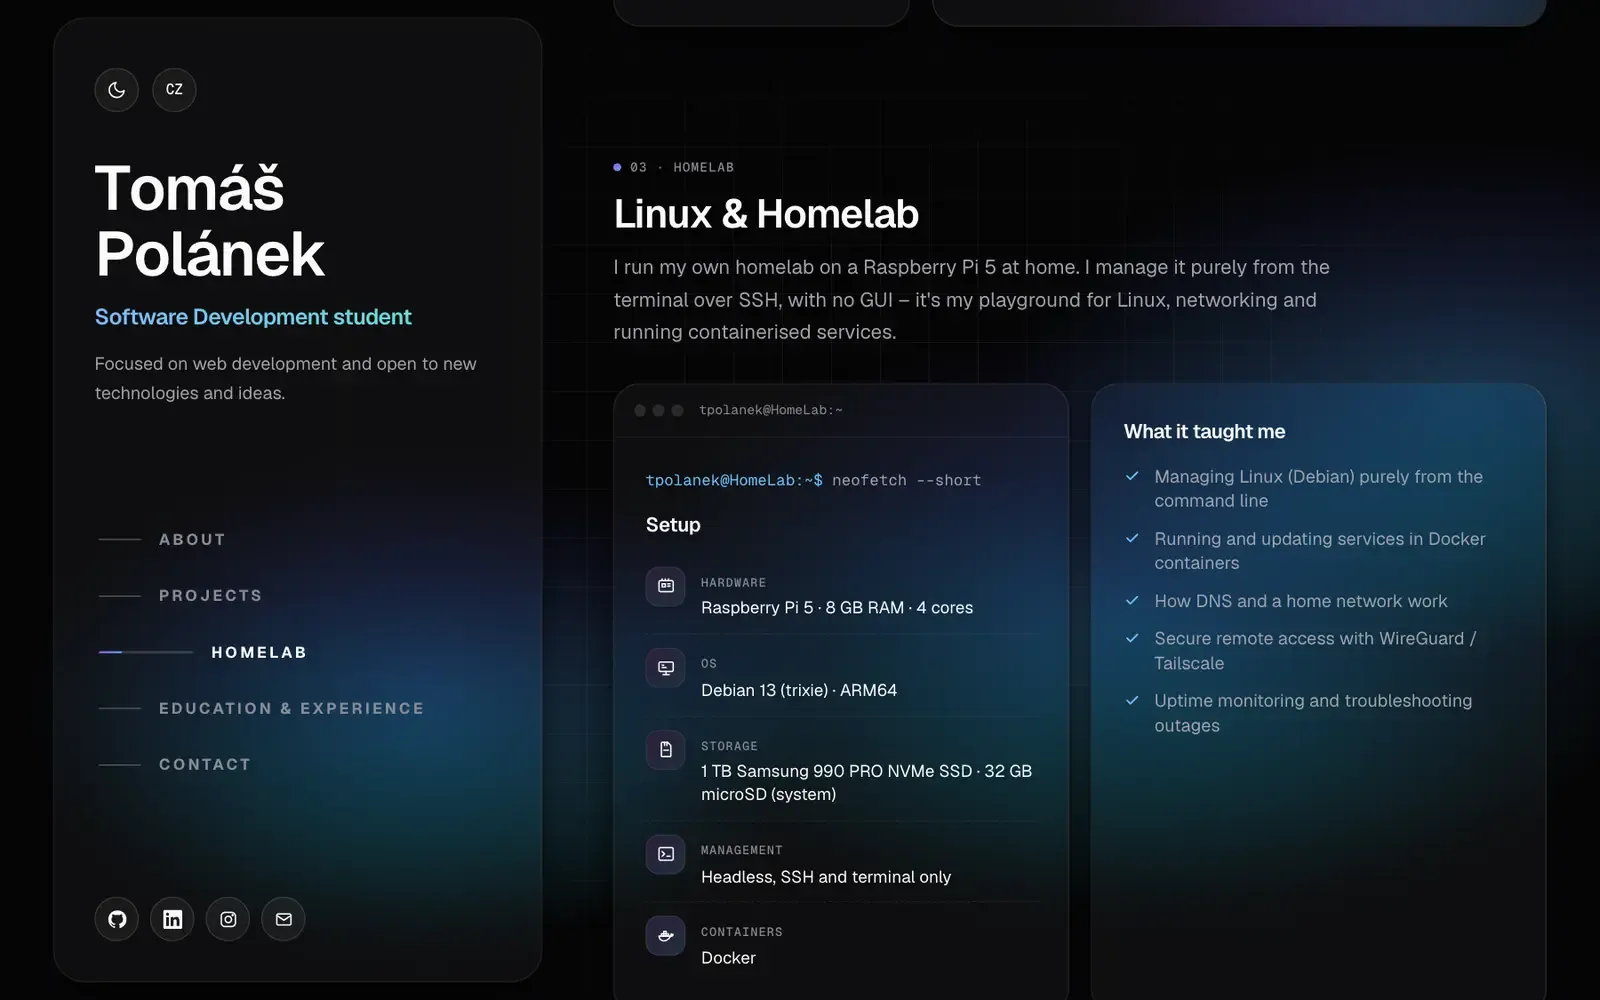 CZ
Tomáš
Polánek
Software Development student
Focused on web development and open to new
technologies and ideas.
ABOUT
PROJECTS
HOMELAB
EDUCATION & EXPERIENCE
CONTACT
03 · HOMELAB
Linux & Homelab
I run my own homelab on a Raspberry Pi 5 at home. I manage it purely from the
terminal over SSH, with no GUI – it's my playground for Linux, networking and
running containerised services.
tpolanek@HomeLab:~
tpolanek@HomeLab:~$ neofetch --short
Setup
HARDWARE
Raspberry Pi 5 · 8 GB RAM · 4 cores
OS
Debian 13 (trixie) · ARM64
STORAGE
1 TB Samsung 990 PRO NVMe SSD · 32 GB
microSD (system)
MANAGEMENT
Headless, SSH and terminal only
CONTAINERS
Docker
What it taught me
Managing Linux (Debian) purely from the
command line
Running and updating services in Docker
containers
How DNS and a home network work
Secure remote access with WireGuard /
Tailscale
Uptime monitoring and troubleshooting
outages